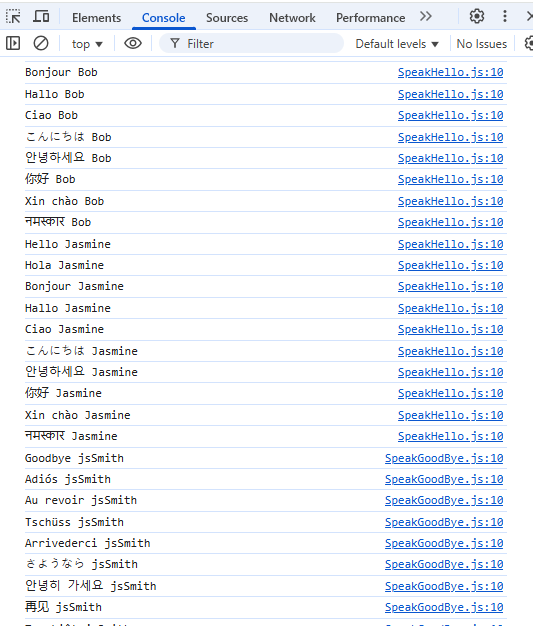 Elements Console Sources Network Performance
top Filter Default levels No Issues
Bonjour Bob SpeakHello.js:10
Hallo Bob SpeakHello.js:10
Ciao Bob SpeakHello.js:10
こんにちは Bob SpeakHello.js:10
안녕하세요 Bob SpeakHello.js:10
你好 Bob SpeakHello.js:10
Xin chào Bob SpeakHello.js:10
नमस्कार Bob SpeakHello.js:10
Hello Jasmine SpeakHello.js:10
Hola Jasmine SpeakHello.js:10
Bonjour Jasmine SpeakHello.js:10
Hallo Jasmine SpeakHello.js:10
Ciao Jasmine SpeakHello.js:10
こんにちは Jasmine SpeakHello.js:10
안녕하세요 Jasmine SpeakHello.js:10
你好 Jasmine SpeakHello.js:10
Xin chào Jasmine SpeakHello.js:10
नमस्कार Jasmine SpeakHello.js:10
Goodbye jsSmith SpeakGoodBye.js:10
Adiós jsSmith SpeakGoodBye.js:10
Au revoir jsSmith SpeakGoodBye.js:10
Tschüss jsSmith SpeakGoodBye.js:10
Arrivederci jsSmith SpeakGoodBye.js:10
さようなら jsSmith SpeakGoodBye.js:10
안녕히 가세요 jsSmith SpeakGoodBye.js:10
再见 jsSmith SpeakGoodBye.js:10